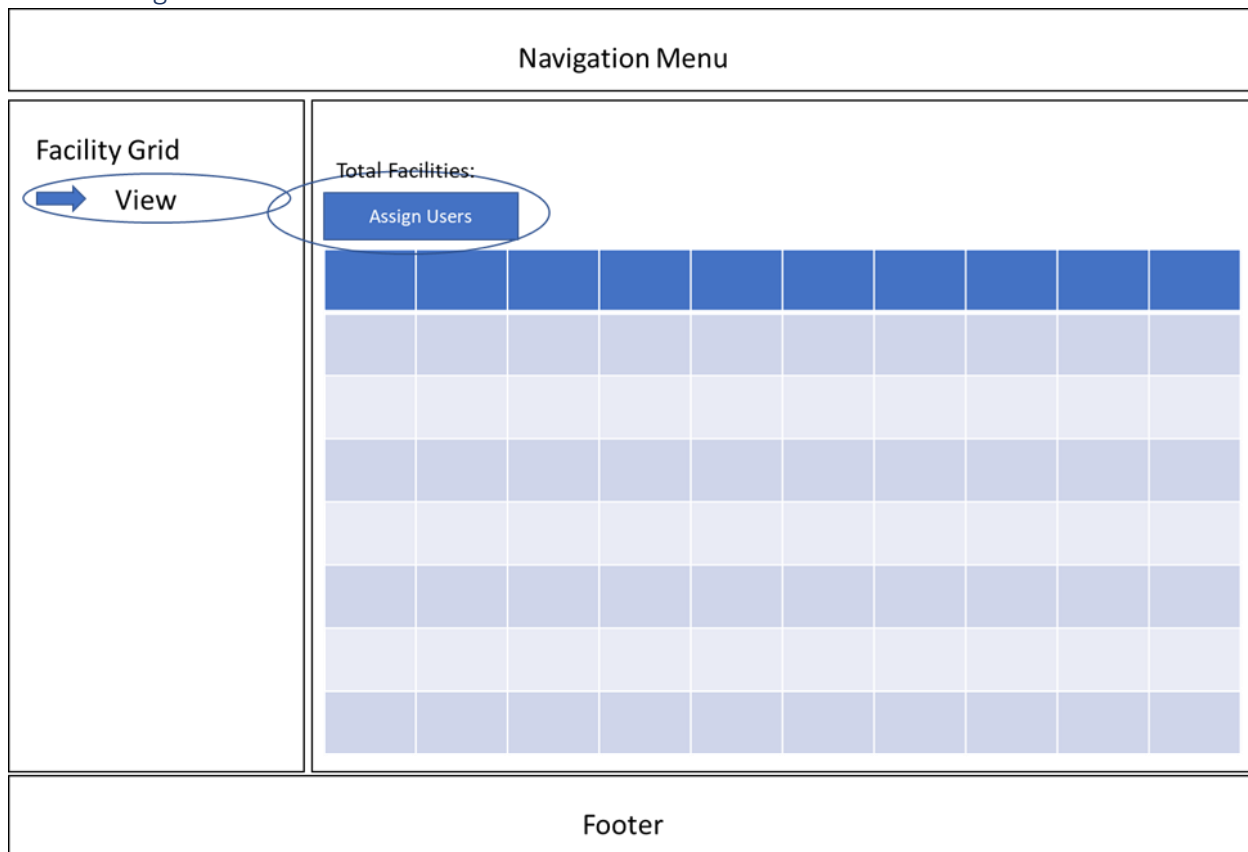 Navigation Menu
Facility Grid
View
Total Facilities:
Assign Users
Footer